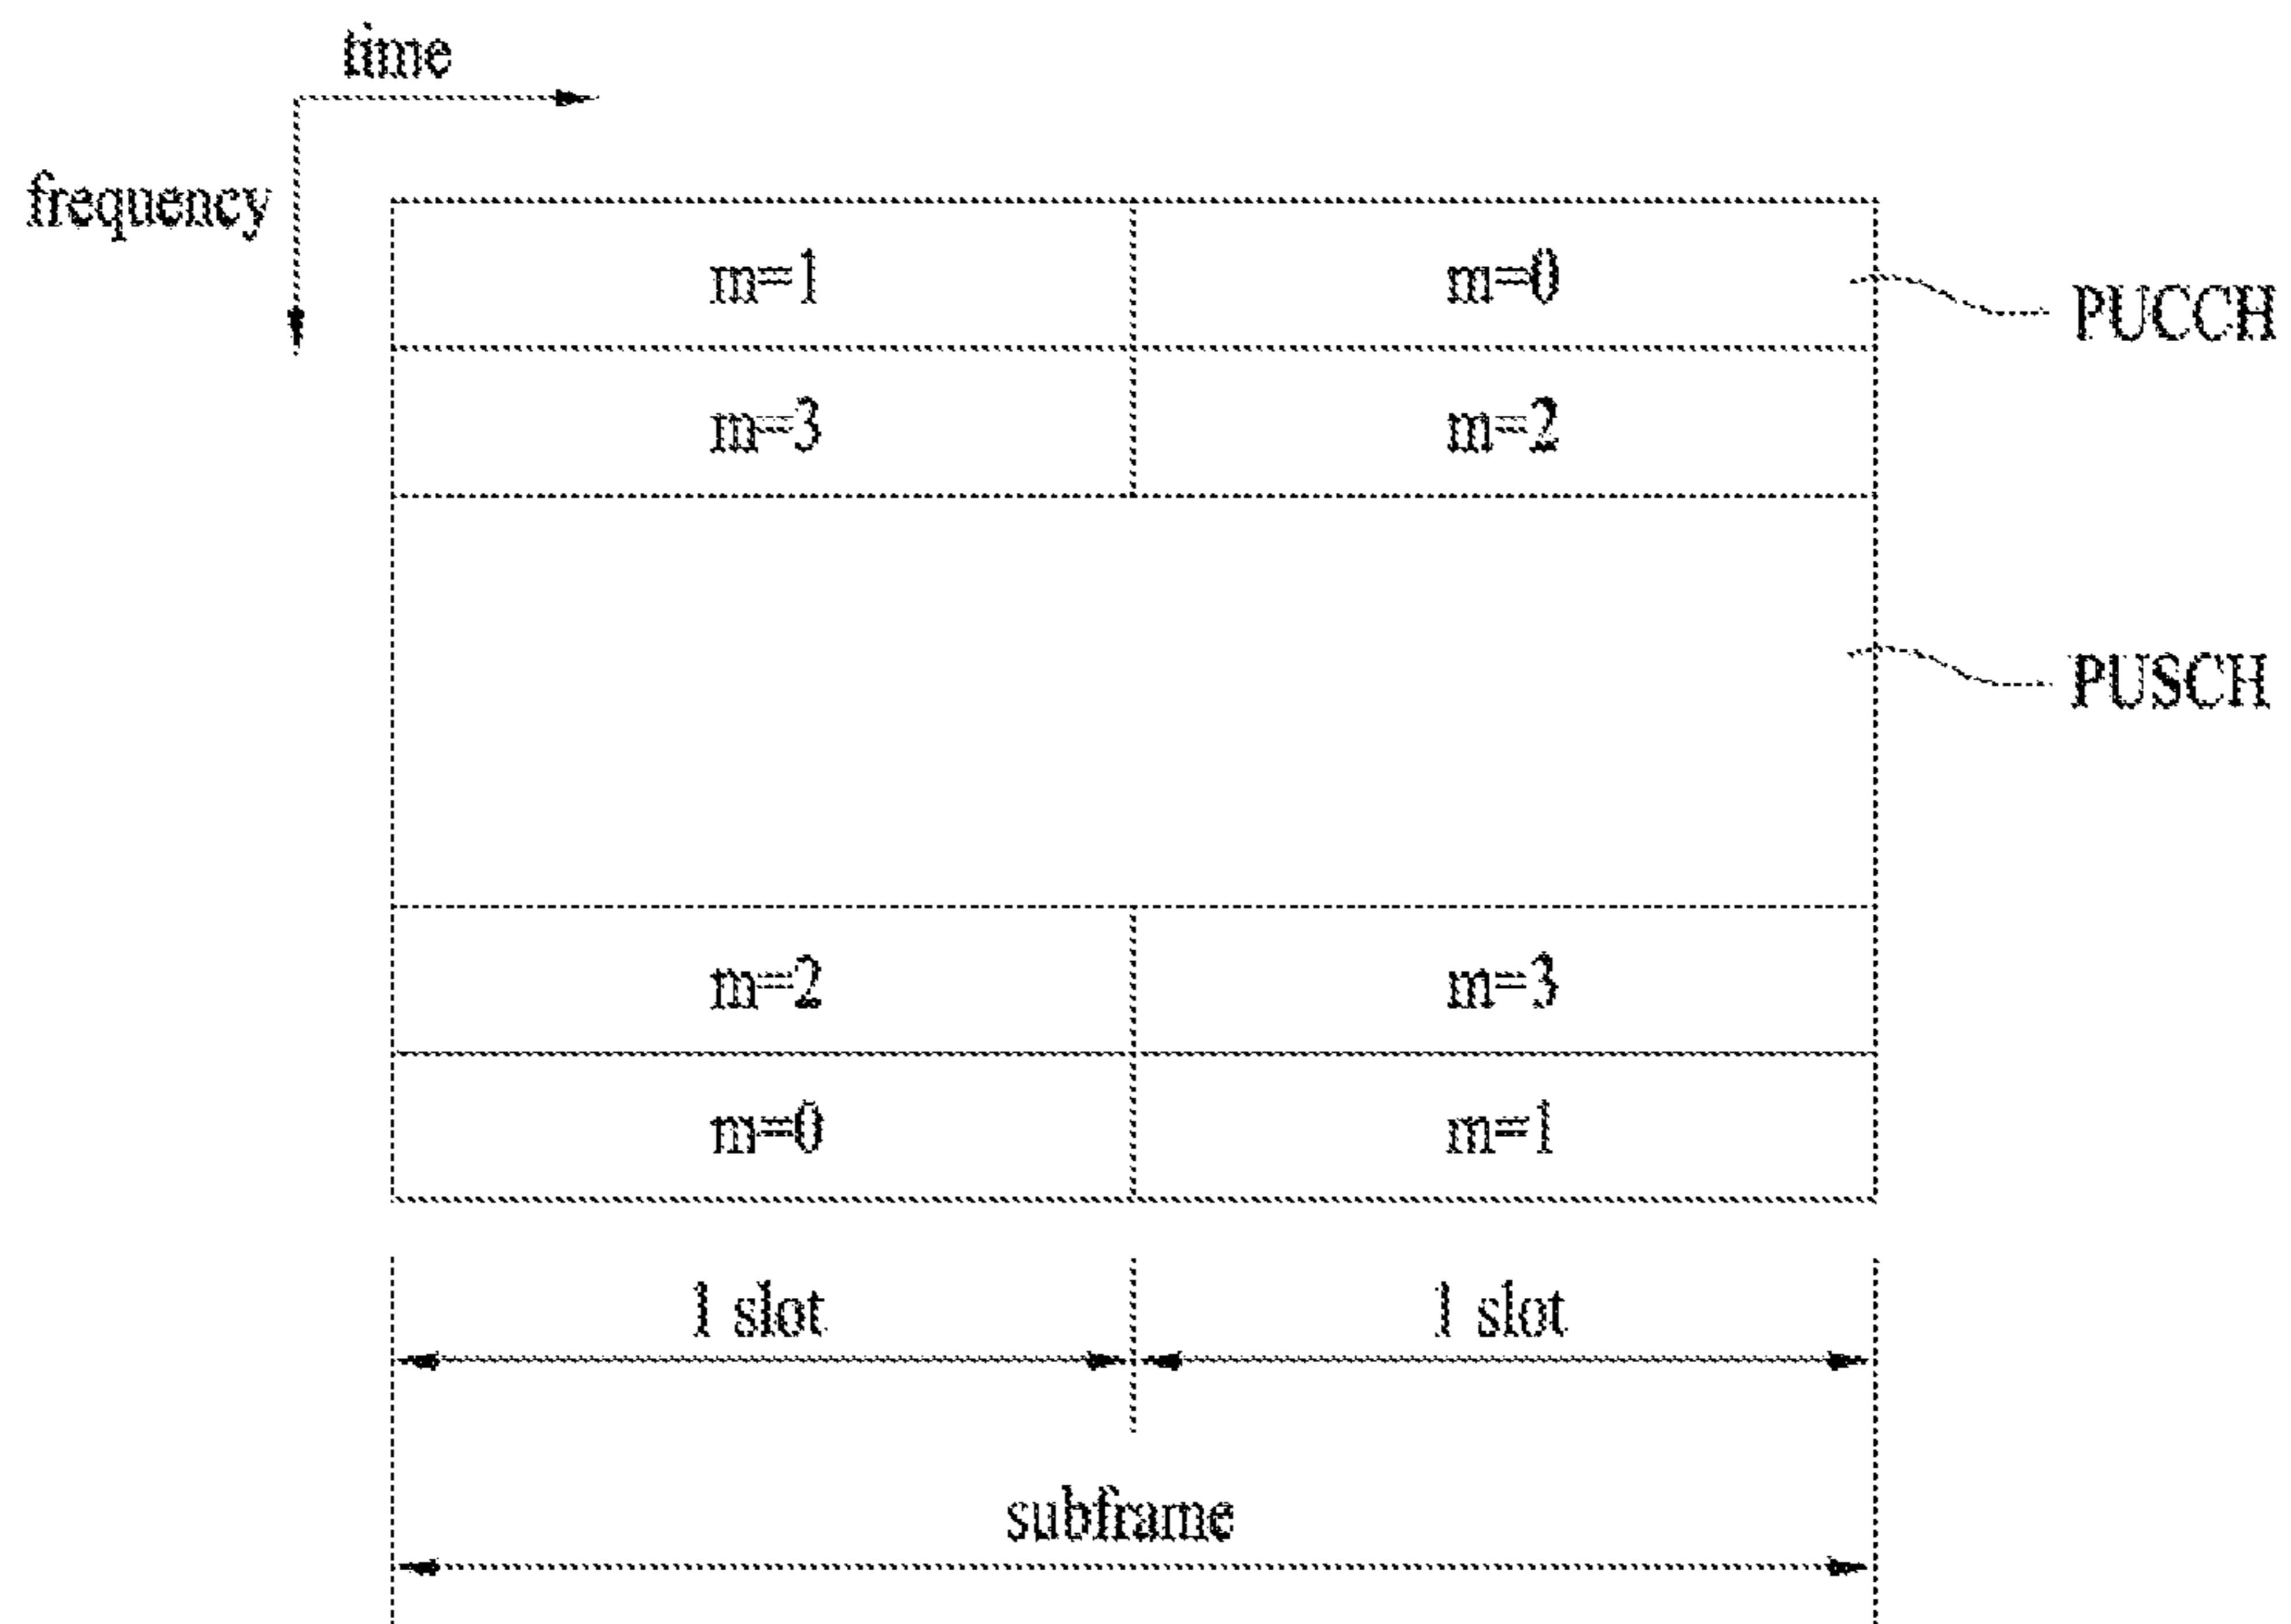 time
frequency
m=1 m=0
PUCCH
m=3 m=2
PUSCH
m=2 m=3
m=0 m=1
1 slot 1 slot
subframe